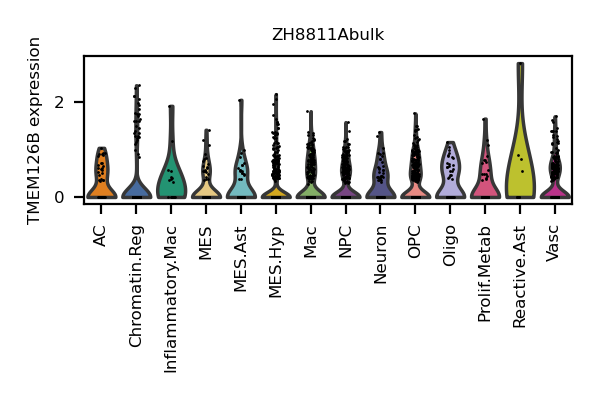 ZH8811Abulk
TMEM126B expression
2
0
AC
Chromatin.Reg
Inflammatory.Mac
MES
MES.Ast
MES.Hyp
Mac
NPC
Neuron
OPC
Oligo
Prolif.Metab
Reactive.Ast
Vasc